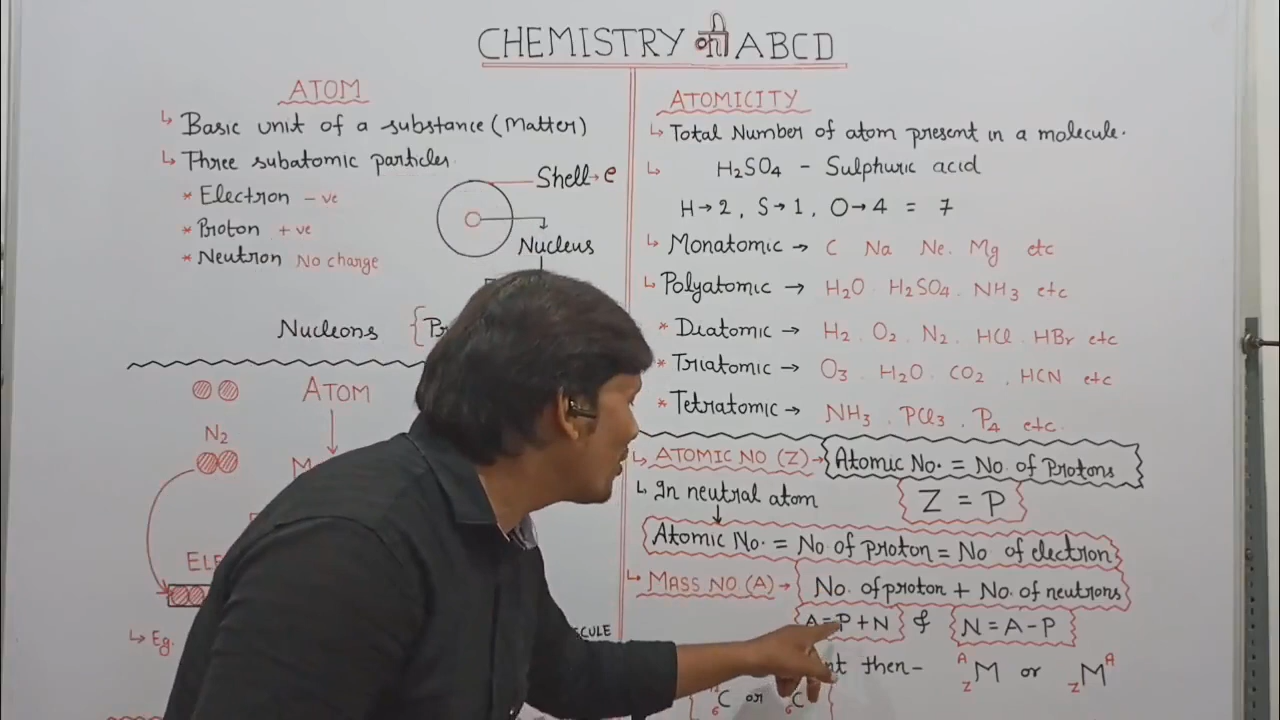 CHEMISTRY की ABCD
ATOM
↳ Basic unit of a substance (Matter)
↳ Three subatomic particles
* Electron -ve
* Proton +ve
* Neutron No charge
Shell → e
Nucleus
Nucleons
ATOM
N2
↳ Eg.
ATOMICITY
↳ Total Number of atom present in a molecule.
↳ H2SO4 - Sulphuric acid
H→2, S→1, O→4 = 7
↳ Monatomic → C Na Ne. Mg etc
↳ Polyatomic → H2O. H2SO4. NH3 etc
* Diatomic → H2. O2. N2. HCl. HBr etc
* Triatomic → O3. H2O. CO2, HCN etc
* Tetratomic → NH3. PCl3. P4 etc.
↳ ATOMIC NO (Z) → Atomic No. = No. of Protons
Z = P
↳ In neutral atom
Atomic No. = No of proton = No of electron
↳ MASS NO (A) → No. of proton + No. of neutrons
A=P+N & N=A-P
then- A Z M or Z M A
6 C or 6 C